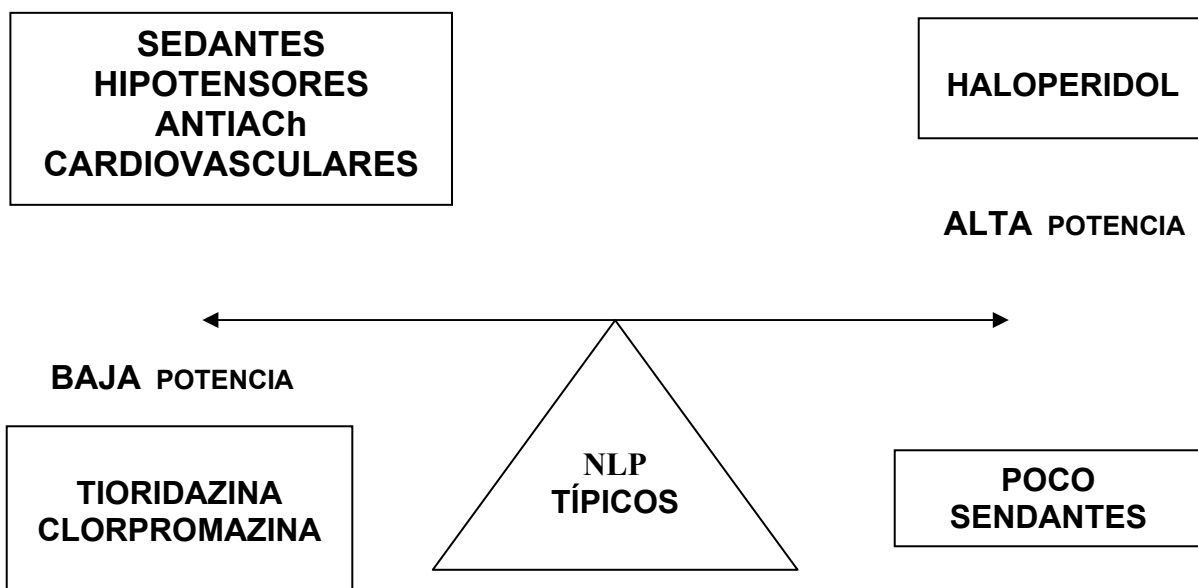 SEDANTES
HIPOTENSORES
ANTIACh
CARDIOVASCULARES
HALOPERIDOL
ALTA POTENCIA
BAJA POTENCIA
TIORIDAZINA
CLORPROMAZINA
NLP
TÍPICOS
POCO
SENDANTES